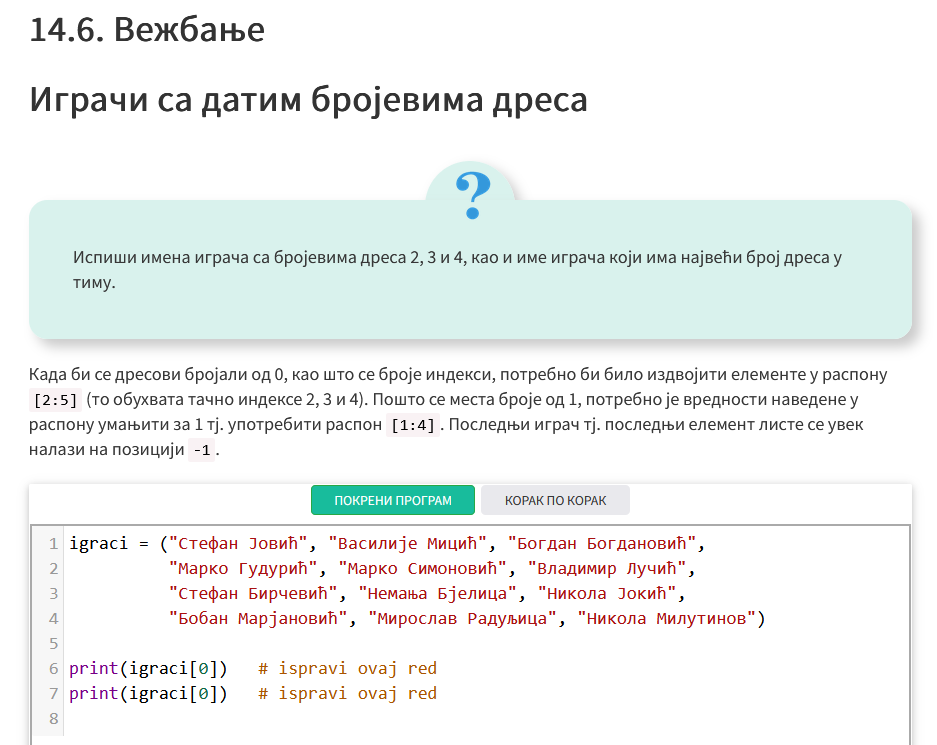 14.6. Вежбање
Играчи са датим бројевима дреса
?
Испиши имена играча са бројевима дреса 2, 3 и 4, као и име играча који има највећи број дреса у
тиму.
Када би се дресови бројали од 0, као што се броје индекси, потребно би било издвојити елементе у распону
[2:5] (то обухвата тачно индексе 2, 3 и 4). Пошто се места броје од 1, потребно је вредности наведене у
распону умањити за 1 тј. употребити распон [1:4]. Последњи играч тј. последњи елемент листе се увек
налази на позицији -1.
ПОКРЕНИ ПРОГРАМ КОРАК ПО КОРАК
1 igraci = ("Стефан Јовић", "Василије Мицић", "Богдан Богдановић",
2 "Марко Гудурић", "Марко Симоновић", "Владимир Лучић",
3 "Стефан Бирчевић", "Немања Бјелица", "Никола Јокић",
4 "Бобан Марјановић", "Мирослав Радуљица", "Никола Милутинов")
5
6 print(igraci[0]) # ispravi ovaj red
7 print(igraci[0]) # ispravi ovaj red
8